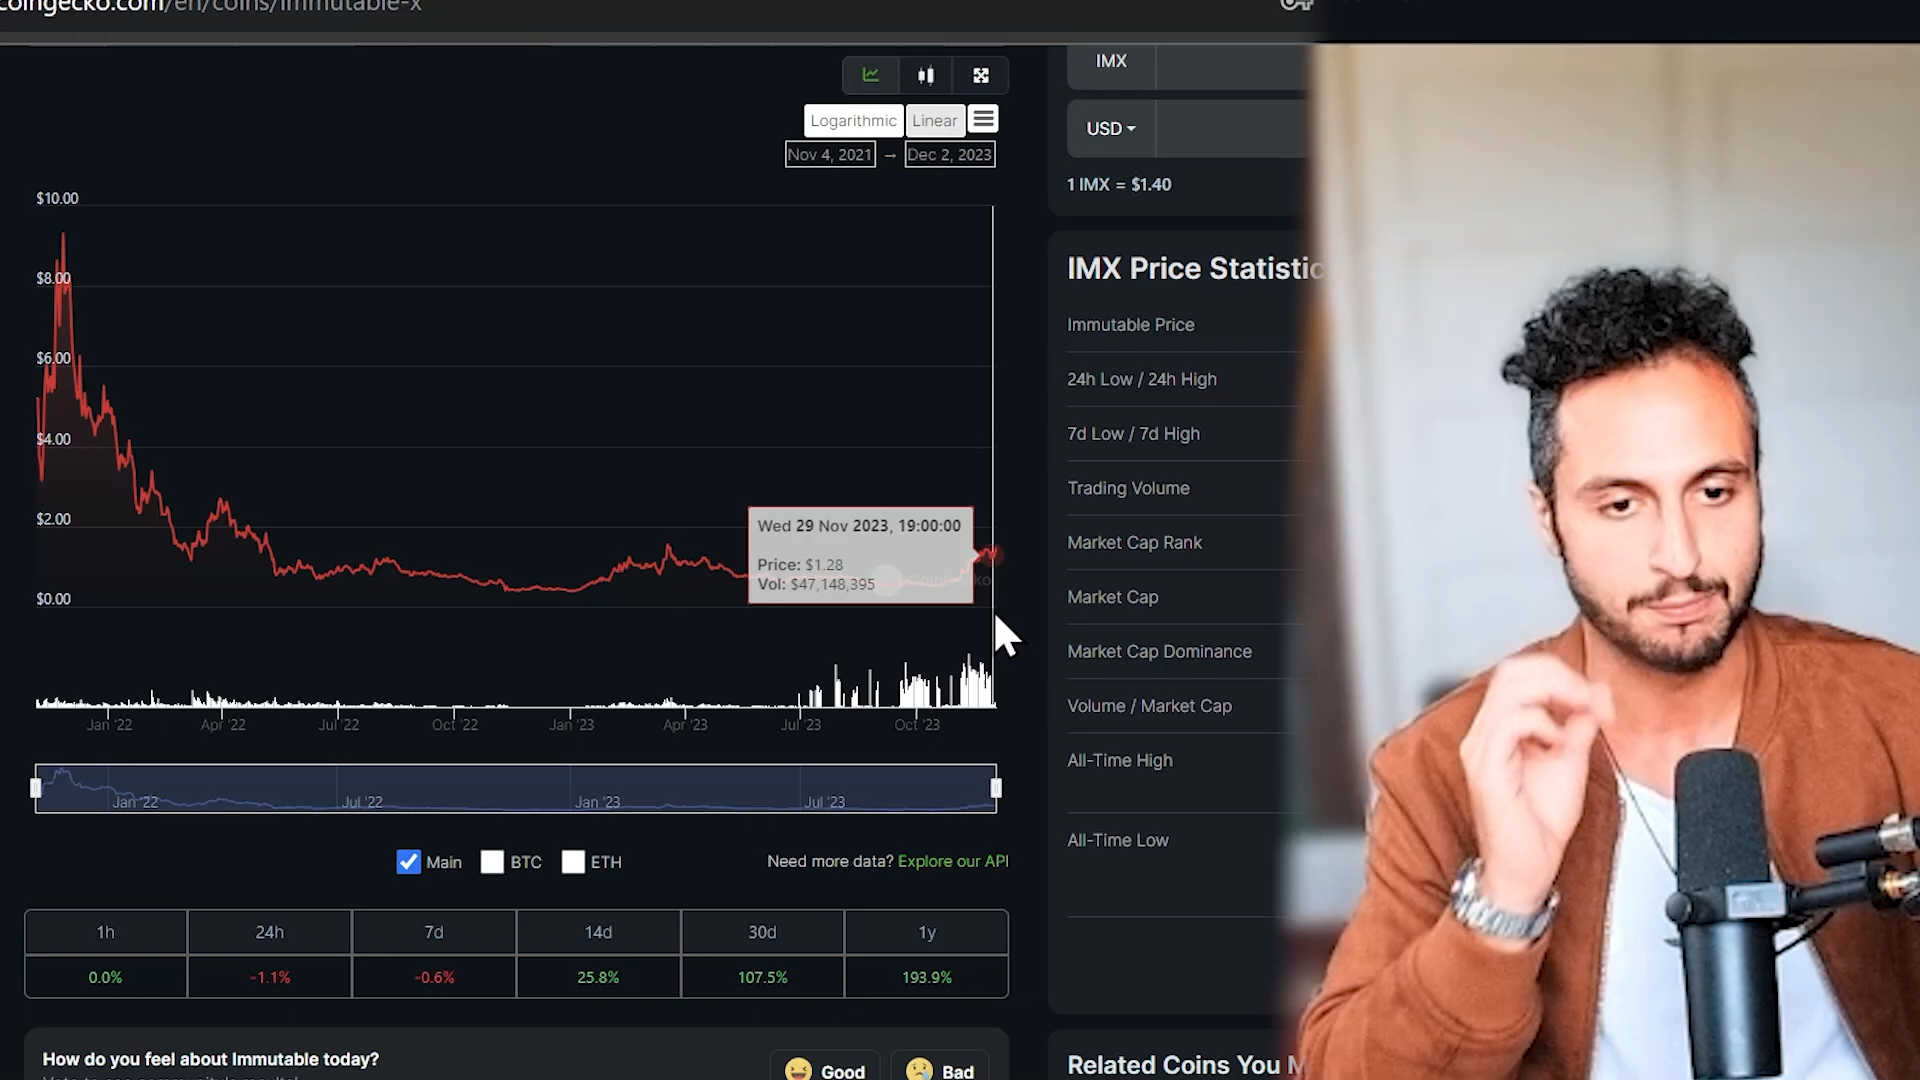 coingecko.com/en/coins/immutable-x
IMX
Logarithmic
Linear
USD
Nov 4, 2021 → Dec 2, 2023
1 IMX = $1.40
$10.00
$8.00
$6.00
$4.00
$2.00
$0.00
Wed 29 Nov 2023, 19:00:00
Price: $1.28
Vol: $47,148,395
Jan '22
Apr '22
Jul '22
Oct '22
Jan '23
Apr '23
Jul '23
Oct '23
Jan '22
Jul '22
Jan '23
Jul '23
Main
BTC
ETH
Need more data? Explore our API
1h 24h 7d 14d 30d 1y
0.0% -1.1% -0.6% 25.8% 107.5% 193.9%
How do you feel about Immutable today?
Good
Bad
IMX Price Statistic
Immutable Price
24h Low / 24h High
7d Low / 7d High
Trading Volume
Market Cap Rank
Market Cap
Market Cap Dominance
Volume / Market Cap
All-Time High
All-Time Low
Related Coins You M